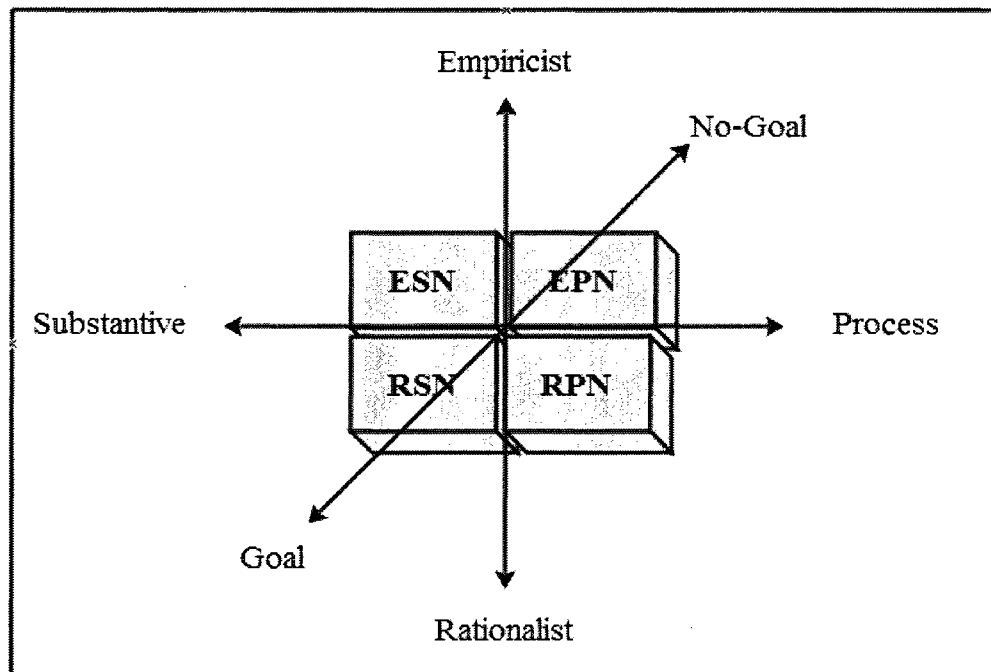 Empiricist
No-Goal
ESN EPN
Substantive Process
RSN RPN
Goal
Rationalist